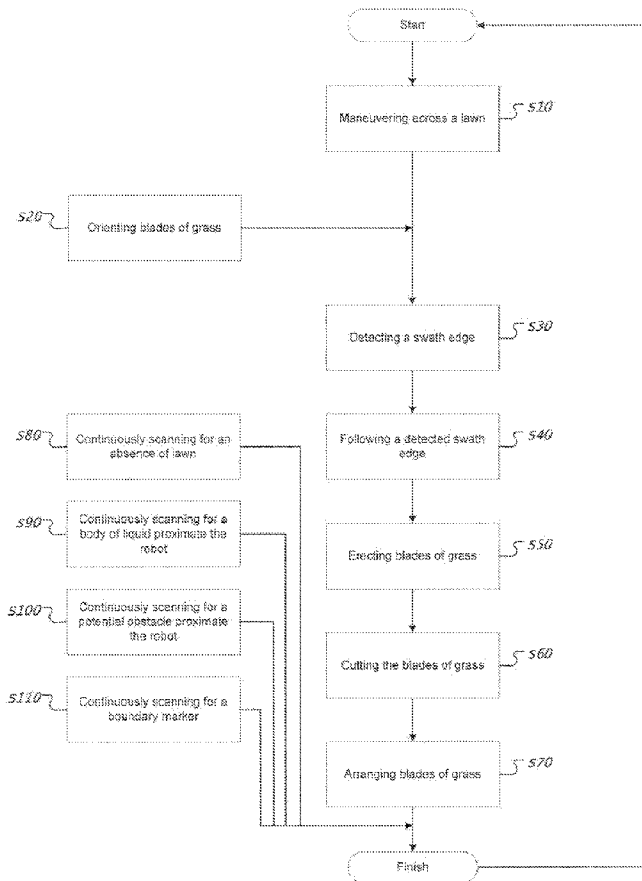 Start
Maneuvering across a lawn
S10
S20
Orienting blades of grass
Detecting a swath edge
S30
S80
Continuously scanning for an
absence of lawn
Following a detected swath
edge
S40
S90
Continuously scanning for a
body of liquid proximate the
robot
Erecting blades of grass
S50
S100
Continuously scanning for a
potential obstacle proximate
the robot
Cutting the blades of grass
S60
S110
Continuously scanning for a
boundary marker
Arranging blades of grass
S70
Finish